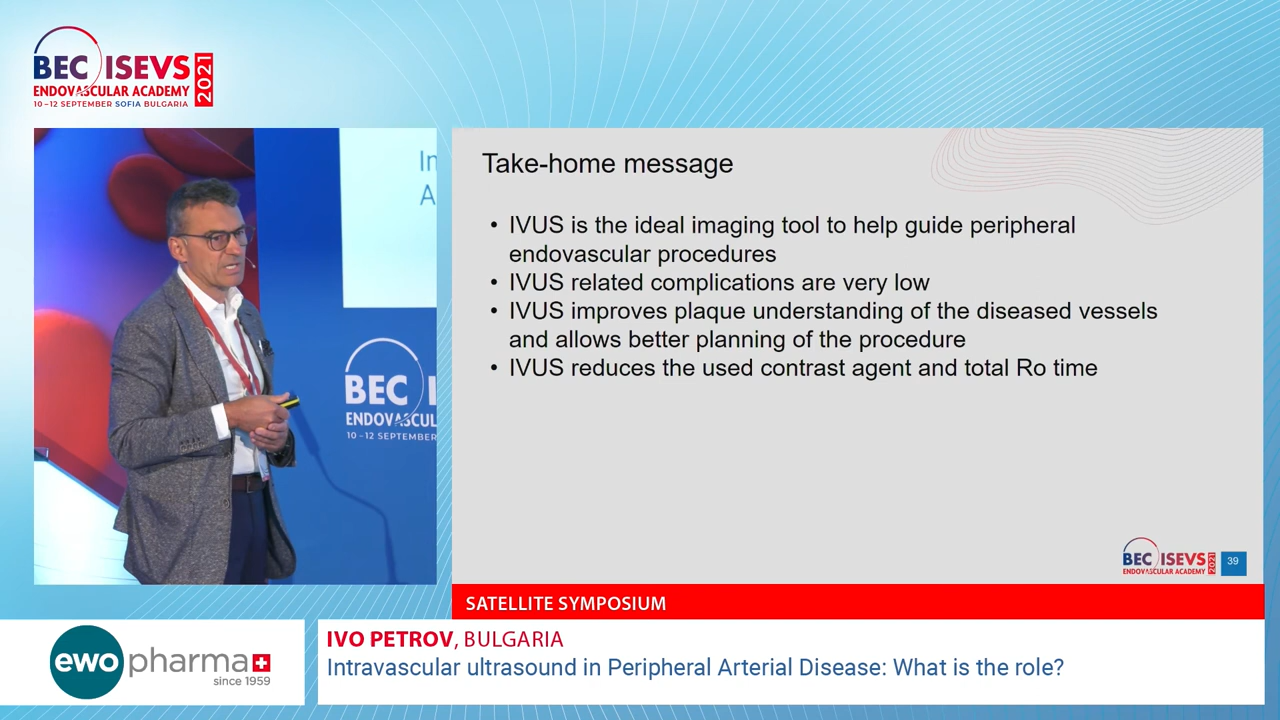 BEC ISEVS
2021
ENDOVASCULAR ACADEMY
10–12 SEPTEMBER SOFIA BULGARIA
In
A
BEC I
ENDOVASCUL
10–12 SEPTEMBER
Take-home message
• IVUS is the ideal imaging tool to help guide peripheral
endovascular procedures
• IVUS related complications are very low
• IVUS improves plaque understanding of the diseased vessels
and allows better planning of the procedure
• IVUS reduces the used contrast agent and total Ro time
BEC ISEVS
2021
ENDOVASCULAR ACADEMY
39
SATELLITE SYMPOSIUM
ewopharma
since 1959
IVO PETROV, BULGARIA
Intravascular ultrasound in Peripheral Arterial Disease: What is the role?